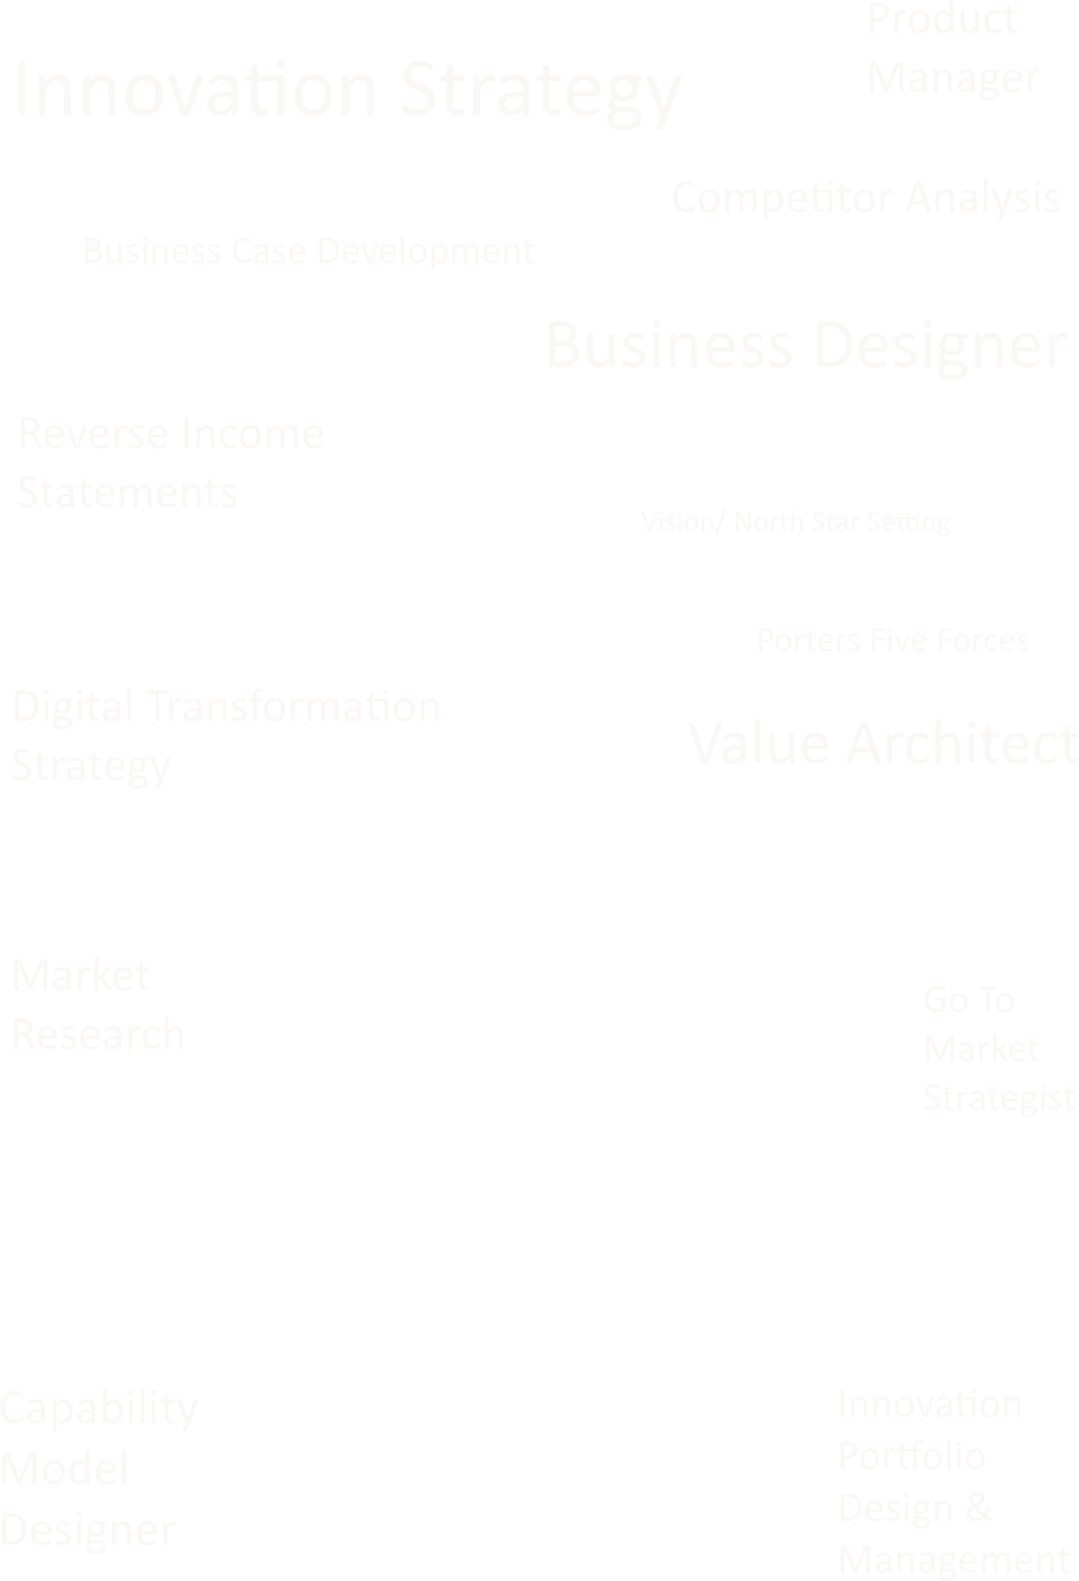 Product
Manager
Innovation Strategy
Competitor Analysis
Business Case Development
Business Designer
Reverse Income
Statements
Vision/ North Star Setting
Porters Five Forces
Digital Transformation
Strategy
Value Architect
Market
Research
Go To
Market
Strategist
Capability
Model
Designer
Innovation
Portfolio
Design &
Management